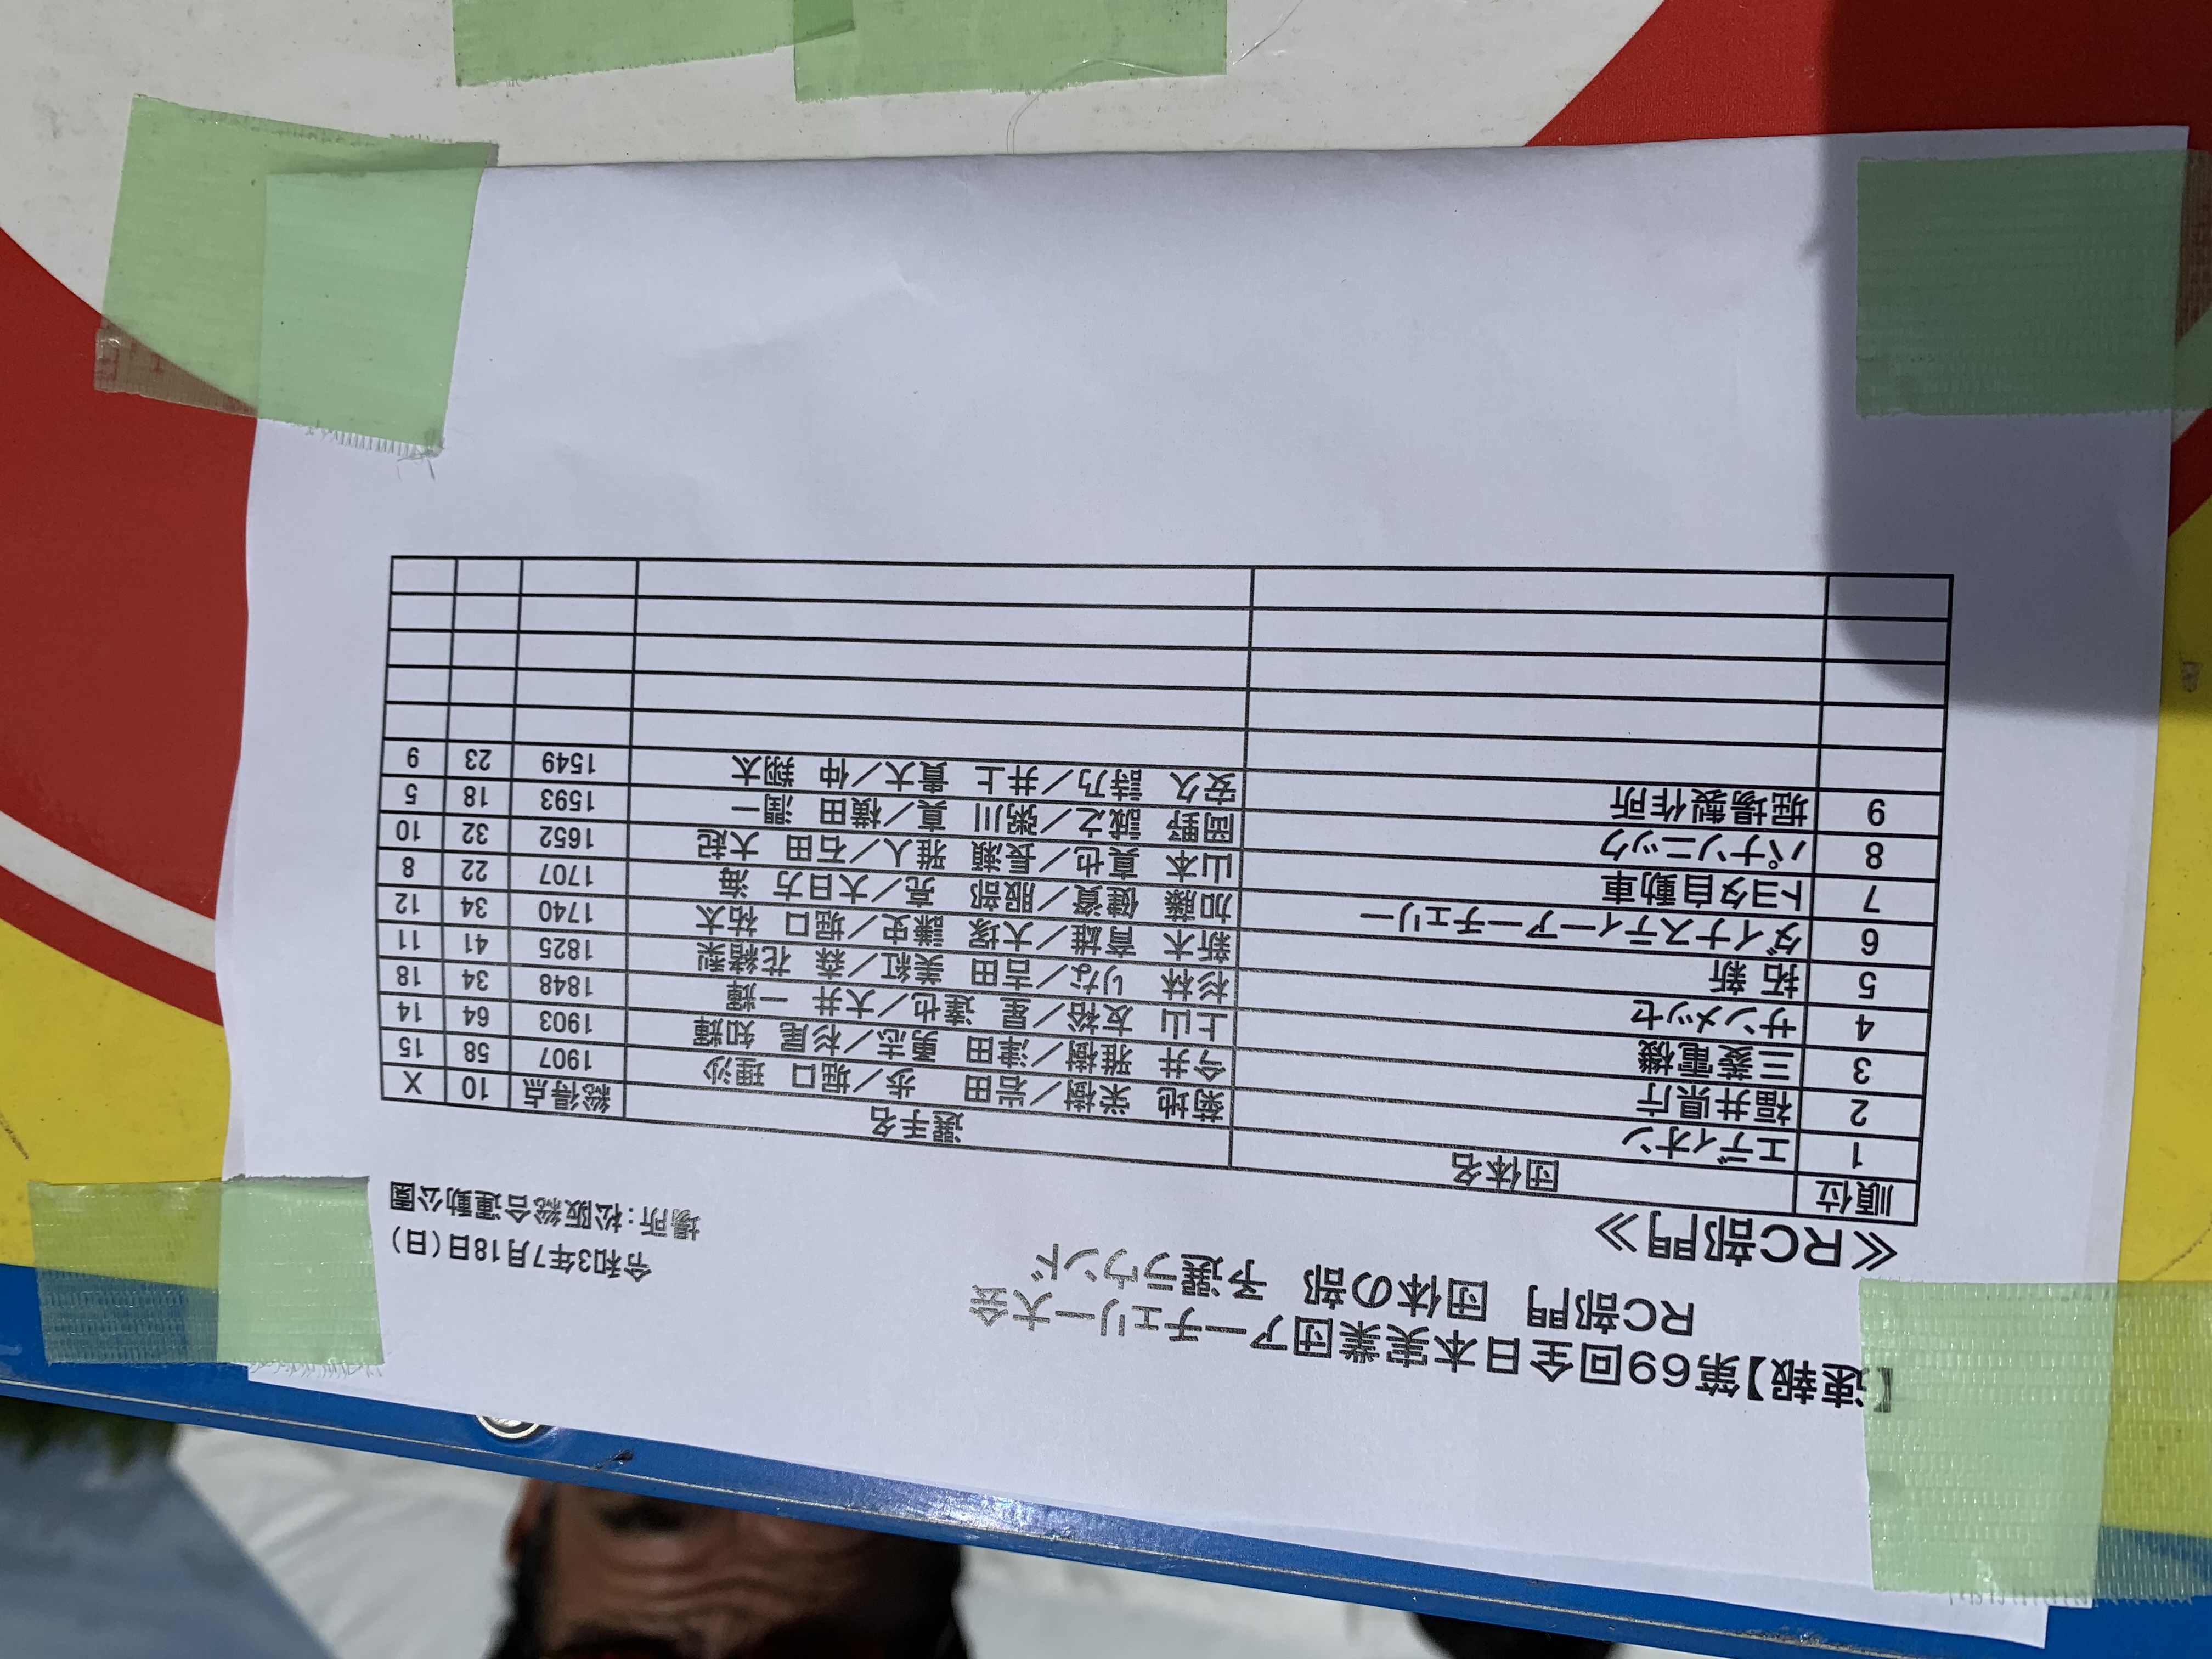 【速報】第69回全日本実業団アーチェリー大会
RC部門 団体の部 予選ラウンド
令和3年7月18日(日)
≪RC部門≫ 場所:松阪総合運動公園
順位 団体名 選手名 総得点 10 X
1 エディオン 菊地 栄樹/岩田 歩/堀口 理沙 1907 58 15
2 福井県庁 今井 雅樹/津田 勇志/杉尾 知輝 1903 64 14
3 三菱電機 上山 友裕/星 達也/大井 一輝 1848 34 18
4 サンメッセ 杉林 りな/吉田 美紅/森 花緒梨 1825 41 11
5 拓 新 新木 育雄/大塚 謙史/堀口 祐太 1740 34 12
6 ダイナスティーアーチェリー 加藤 健資/服部 亮/大日方 海 1707 22 8
7 トヨタ自動車 山本 真也/長瀬 雅人/石田 大起 1652 32 10
8 パナソニック 岡野 誠之/粥川 真/横田 潤一 1593 18 5
9 堀場製作所 安久 詩乃/井上 貴大/仲 翔太 1549 23 9